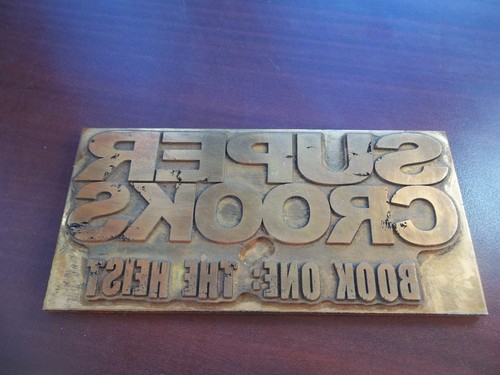 SUPER
CROOKS
BOOK ONE: THE HEIST